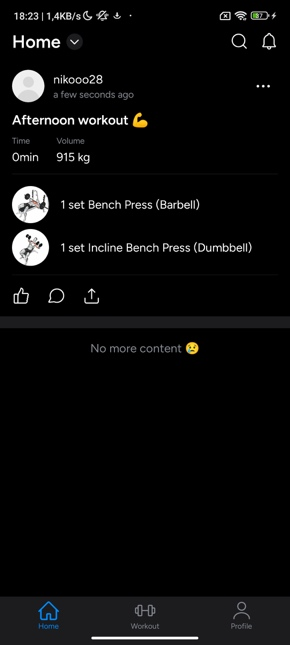 18:23 | 1,4KB/s
Home
nikooo28
a few seconds ago
Afternoon workout 💪
Time Volume
0min 915 kg
1 set Bench Press (Barbell)
1 set Incline Bench Press (Dumbbell)
No more content 😢
Home Workout Profile